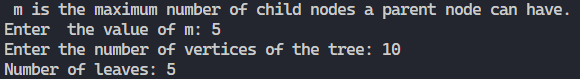 m is the maximum number of child nodes a parent node can have.
Enter  the value of m: 5
Enter the number of vertices of the tree: 10
Number of leaves: 5